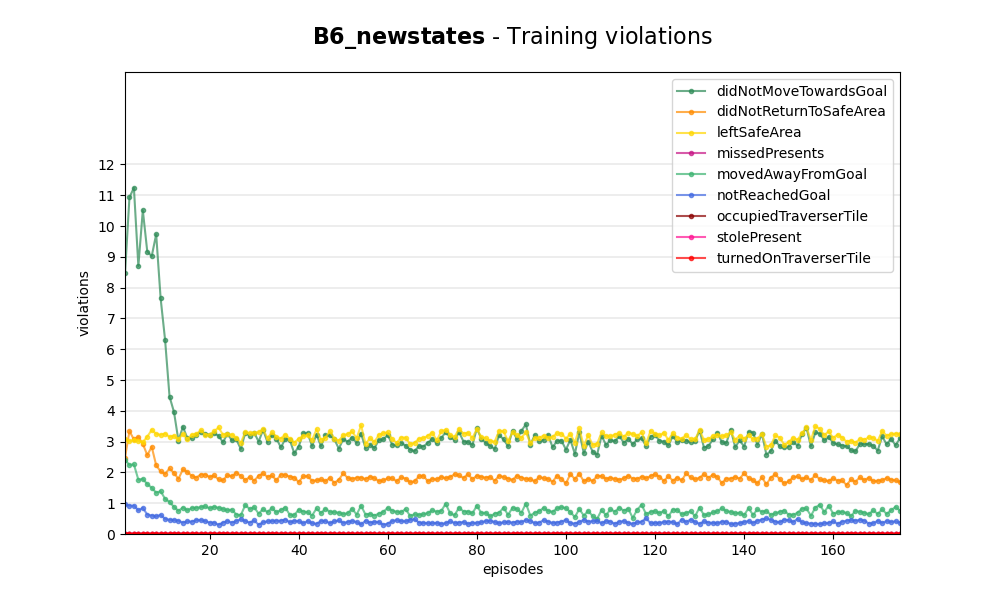 B6_newstates - Training violations
didNotMoveTowardsGoal
didNotReturnToSafeArea
leftSafeArea
missedPresents
movedAwayFromGoal
notReachedGoal
occupiedTraverserTile
stolePresent
turnedOnTraverserTile
violations
12
11
10
9
8
7
6
5
4
3
2
1
0
20 40 60 80 100 120 140 160
episodes